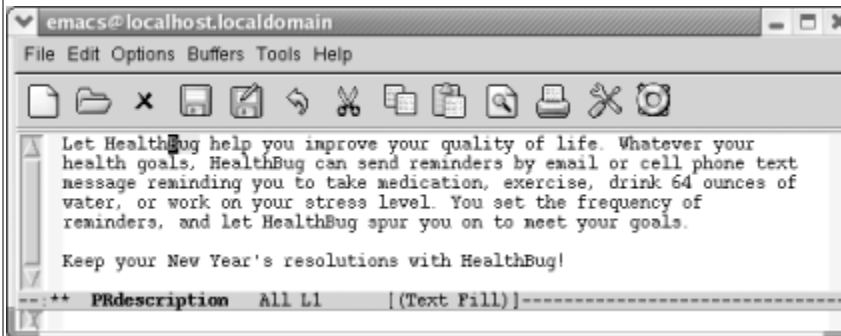 emacs@localhost.localdomain
File Edit Options Buffers Tools Help
Let HealthBug help you improve your quality of life. Whatever your
health goals, HealthBug can send reminders by email or cell phone text
message reminding you to take medication, exercise, drink 64 ounces of
water, or work on your stress level. You set the frequency of
reminders, and let HealthBug spur you on to meet your goals.
Keep your New Year's resolutions with HealthBug!
--:** PRdescription All L1 [(Text Fill)]------------------------------